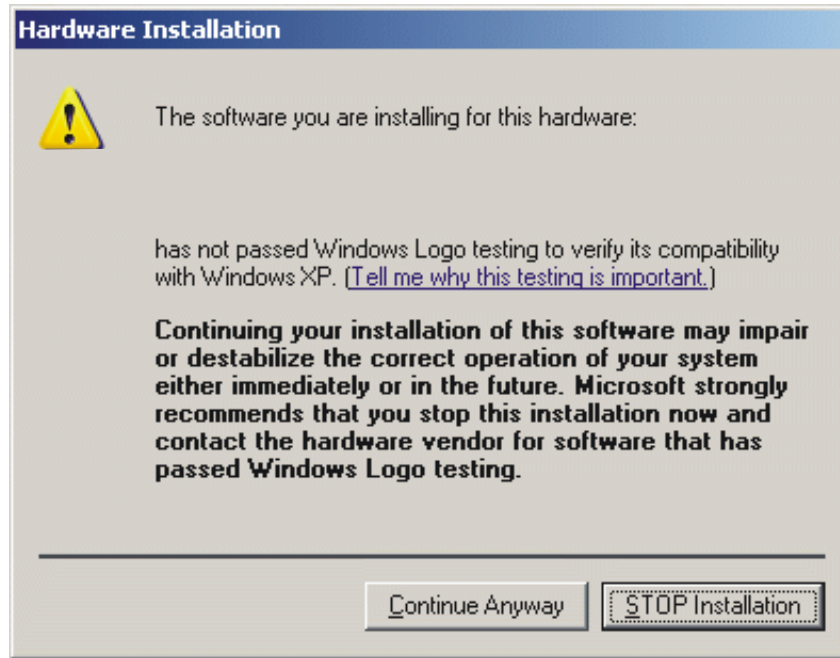 Hardware Installation
The software you are installing for this hardware:
has not passed Windows Logo testing to verify its compatibility
with Windows XP. (Tell me why this testing is important.)
Continuing your installation of this software may impair
or destabilize the correct operation of your system
either immediately or in the future. Microsoft strongly
recommends that you stop this installation now and
contact the hardware vendor for software that has
passed Windows Logo testing.
Continue Anyway
STOP Installation